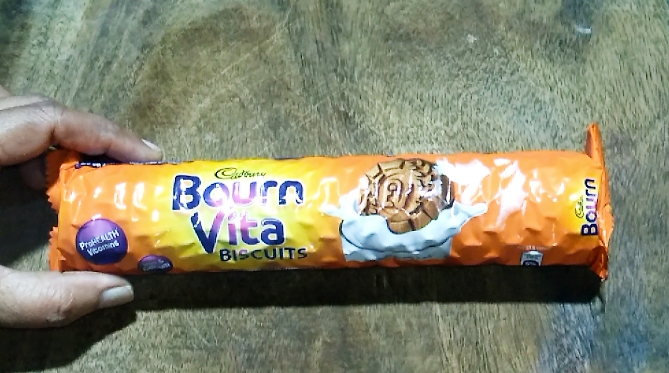 Cadbury
Bourn
Vita
BISCUITS
ProHEALTH
Vitamins
Cadbury
Bourn